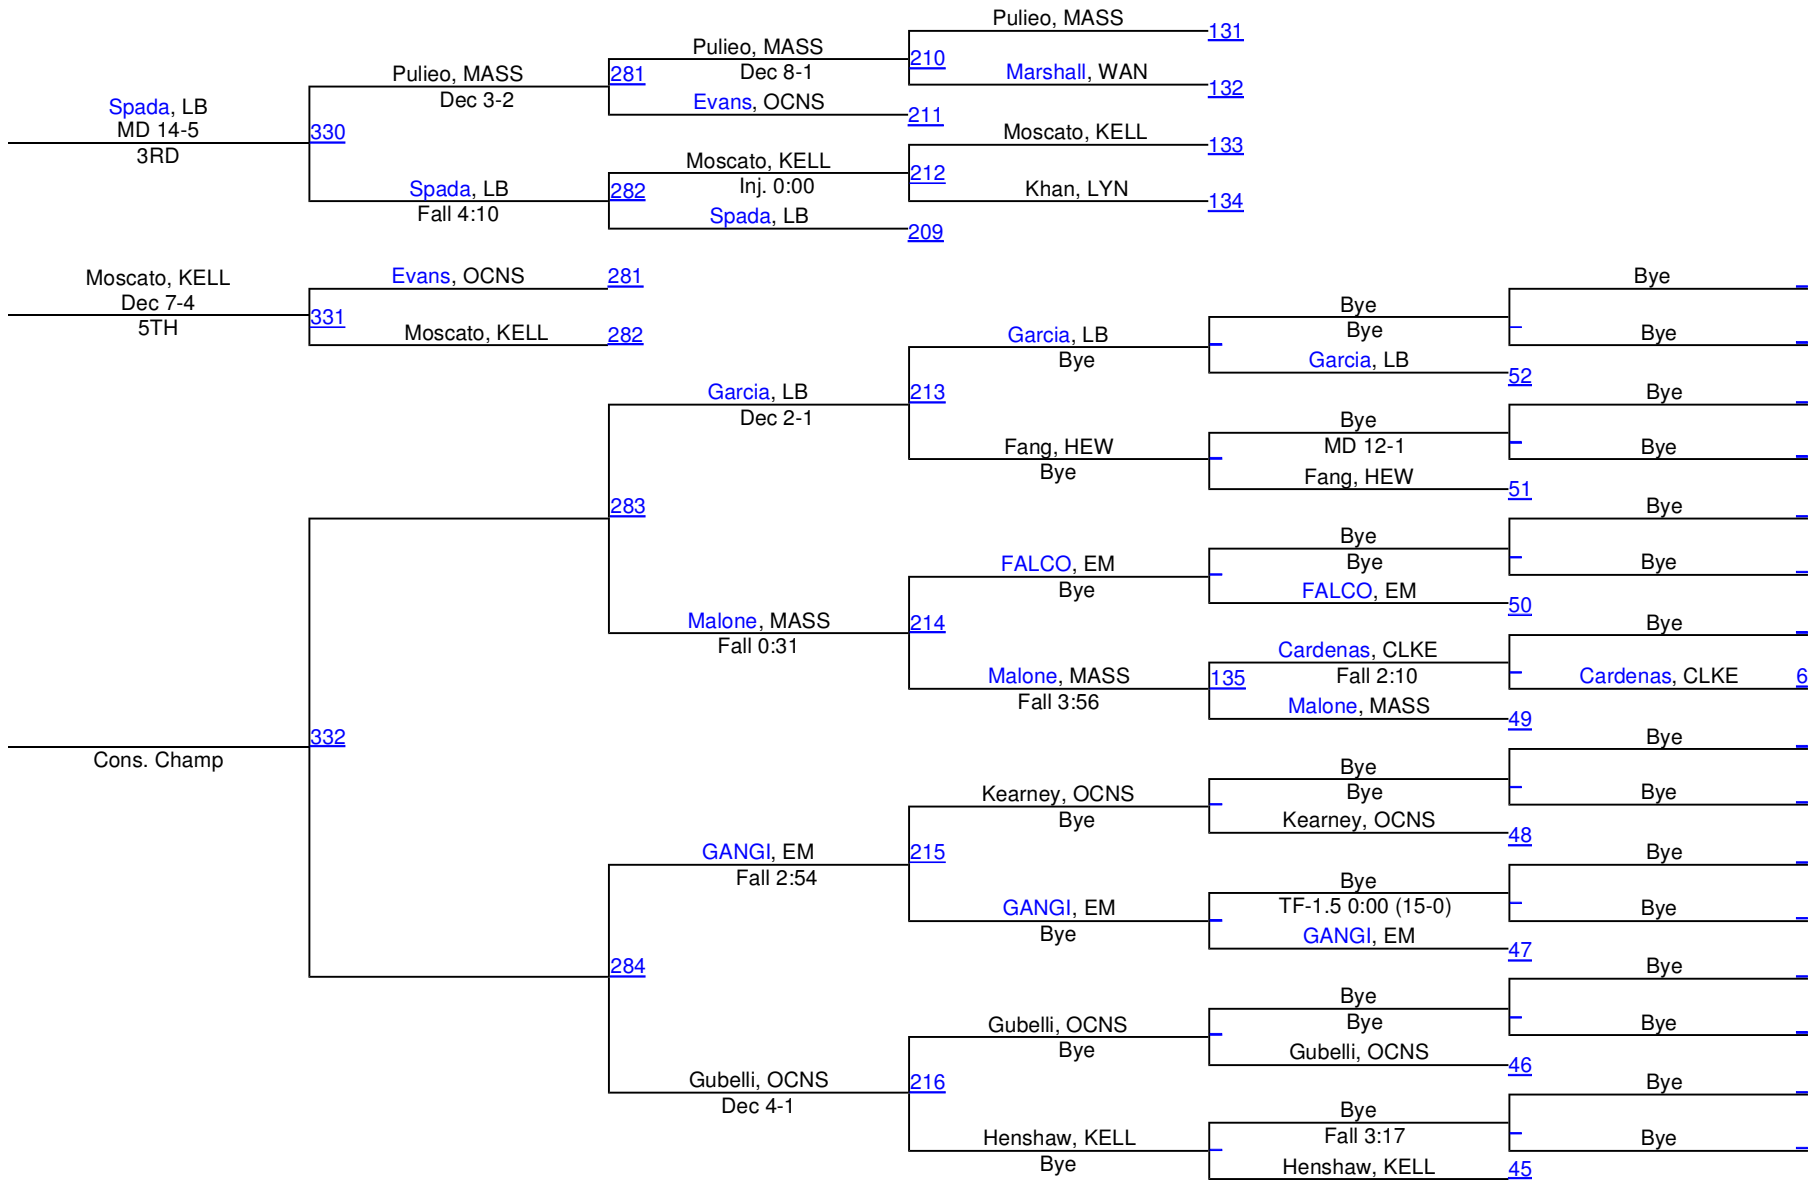 Pulieo, MASS
131
Pulieo, MASS
210
Dec 8-1
Marshall, WAN
132
Pulieo, MASS
281
Dec 3-2
Evans, OCNS
211
Spada, LB
MD 14-5
330
3RD
Moscato, KELL
133
Moscato, KELL
212
Inj. 0:00
Khan, LYN
134
Spada, LB
282
Fall 4:10
Spada, LB
209
Moscato, KELL
Dec 7-4
331
5TH
Evans, OCNS
281
Moscato, KELL
282
Bye
Bye
Bye
Bye
Garcia, LB
52
Garcia, LB
Bye
Garcia, LB
213
Dec 2-1
Bye
Bye
Bye
MD 12-1
Fang, HEW
51
Fang, HEW
Bye
283
Bye
Bye
Bye
Bye
FALCO, EM
50
FALCO, EM
Bye
Malone, MASS
214
Fall 0:31
Bye
Cardenas, CLKE
6
Cardenas, CLKE
Fall 2:10
135
Malone, MASS
49
Malone, MASS
Fall 3:56
332
Cons. Champ
Bye
Bye
Bye
Bye
Kearney, OCNS
48
Kearney, OCNS
Bye
GANGI, EM
215
Fall 2:54
Bye
Bye
Bye
TF-1.5 0:00 (15-0)
GANGI, EM
47
GANGI, EM
Bye
284
Bye
Bye
Bye
Bye
Gubelli, OCNS
46
Gubelli, OCNS
Bye
Gubelli, OCNS
216
Dec 4-1
Bye
Bye
Bye
Fall 3:17
Henshaw, KELL
45
Henshaw, KELL
Bye